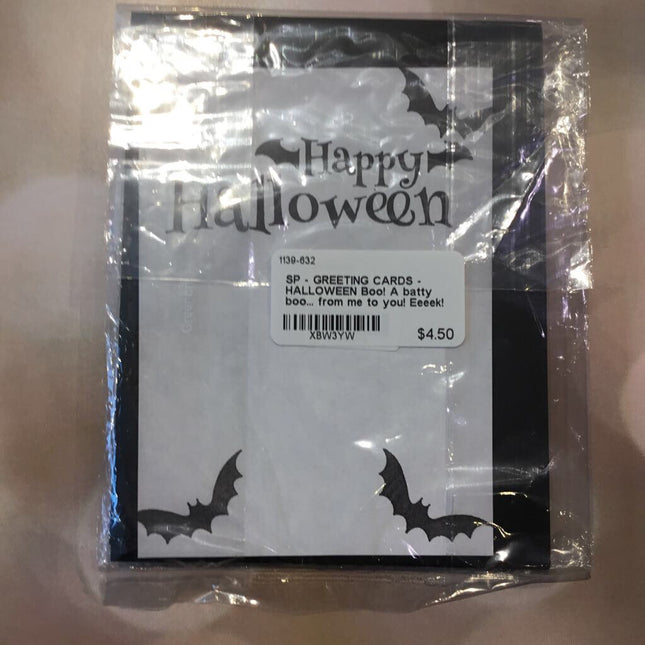 Happy
Halloween
1139-632
SP - GREETING CARDS -
HALLOWEEN Boo! A batty
boo... from me to you! Eeeek!
XBW3YW
$4.50